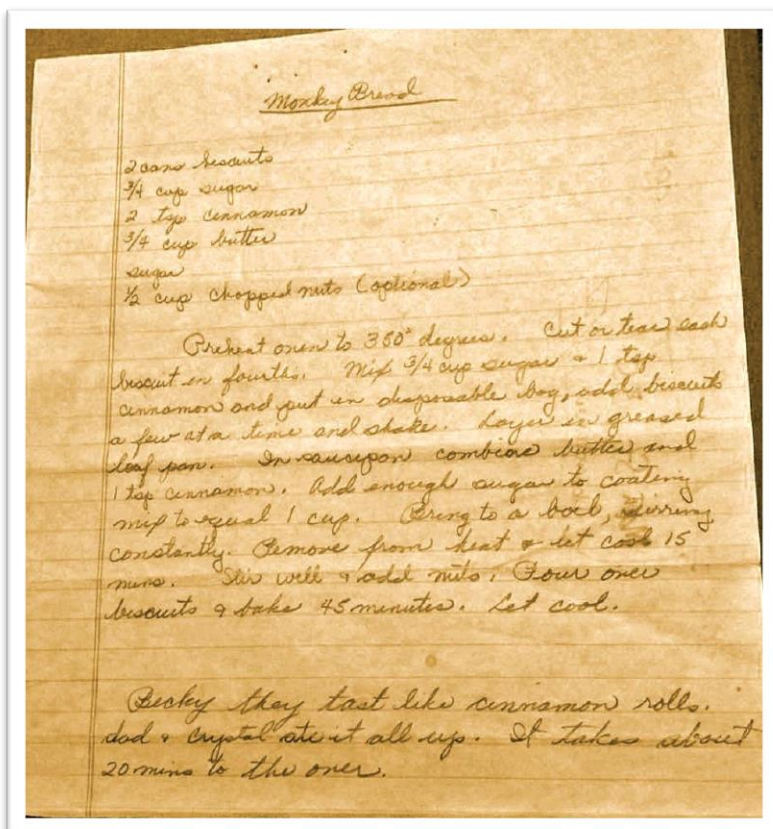 Monkey Bread
2 cans biscuits
3/4 cup sugar
2 tsp cinnamon
3/4 cup butter
sugar
1/2 cup chopped nuts (optional)
Preheat oven to 350° degrees. Cut or tear each
biscuit in fourths. Mix 3/4 cup sugar & 1 tsp
cinnamon and put in disposable bag, add biscuits
a few at a time and shake. Layer in greased
loaf pan. In saucepan combine butter and
1 tsp cinnamon. Add enough sugar to coating
mix to equal 1 cup. Bring to a boil, stirring
constantly. Remove from heat & let cool 15
mins. Stir well & add nuts. Pour over
biscuits & bake 45 minutes. Let cool.
Becky they tast like cinnamon rolls.
dad & crystal ate it all up. It takes about
20 mins to the oven.